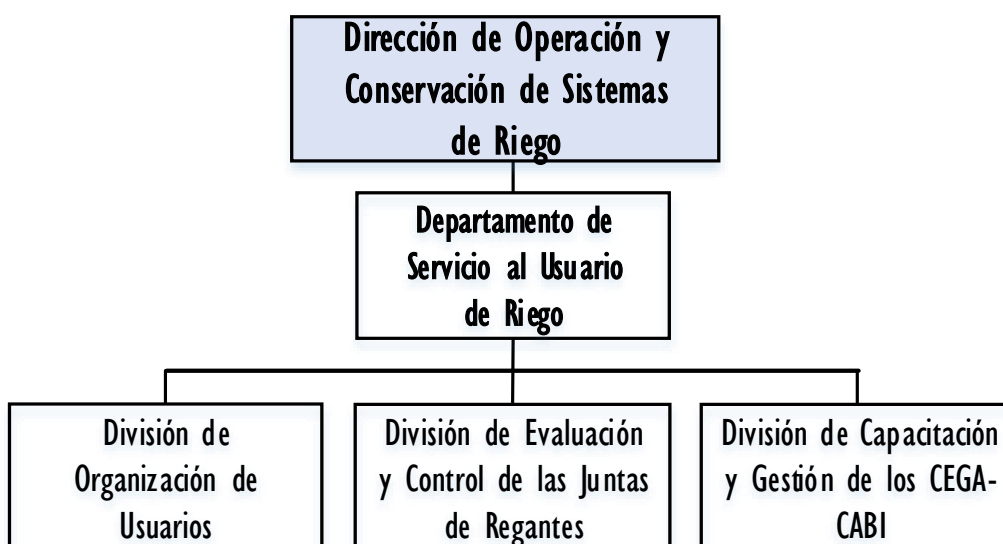 Dirección de Operación y
Conservación de Sistemas
de Riego
Departamento de
Servicio al Usuario
de Riego
División de
Organización de
Usuarios
División de Evaluación
y Control de las Juntas
de Regantes
División de Capacitación
y Gestión de los CEGA-
CABI